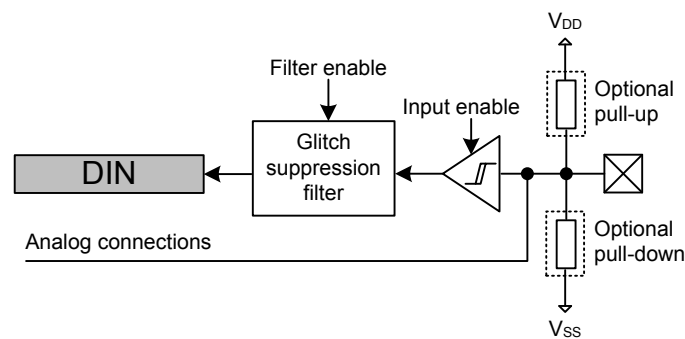 VDD
Filter enable
Optional
pull-up
Input enable
Glitch
suppression
filter
DIN
Analog connections
Optional
pull-down
VSS